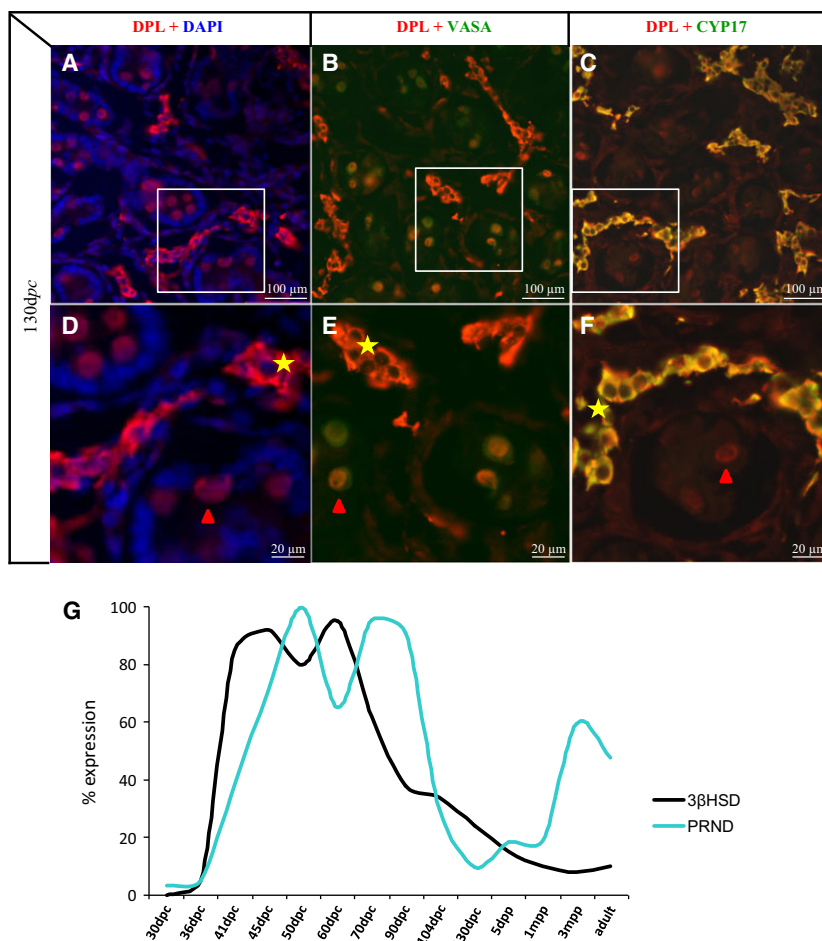 DPL + DAPI DPL + VASA DPL + CYP17
A B C
130dpc
100 µm 100 µm 100 µm
D E F
20 µm 20 µm 20 µm
G
100
80
60
40
20
0
% expression
3βHSD
PRND
30dpc 36dpc 41dpc 45dpc 50dpc 60dpc 70dpc 90dpc 104dpc 30dpc 5dpp 1mpp 3mpp adult